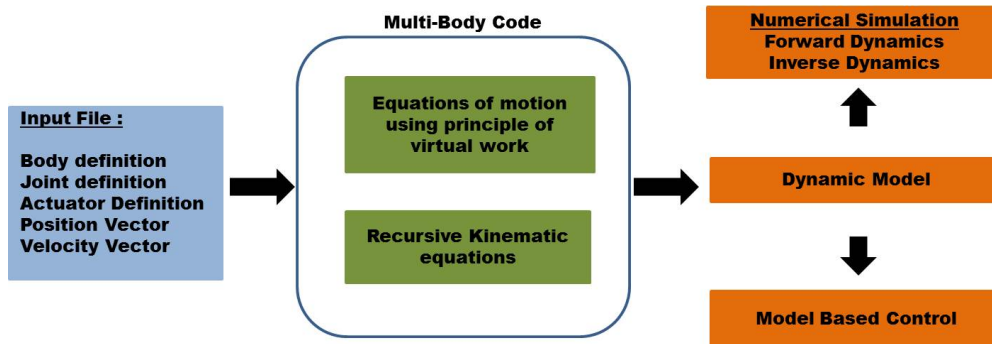 Input File :
Body definition
Joint definition
Actuator Definition
Position Vector
Velocity Vector
Multi-Body Code
Equations of motion
using principle of
virtual work
Recursive Kinematic
equations
Numerical Simulation
Forward Dynamics
Inverse Dynamics
Dynamic Model
Model Based Control